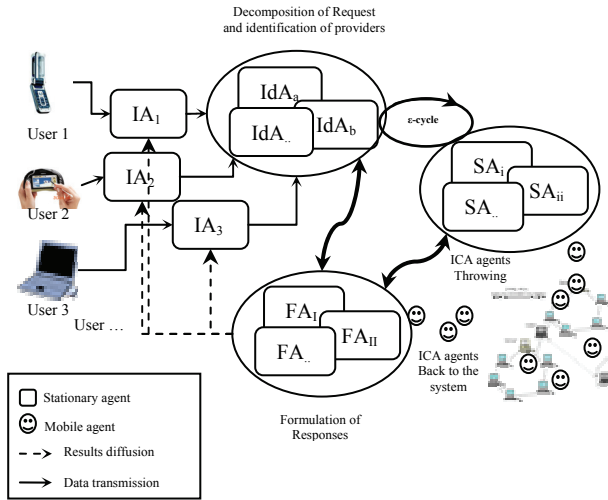 Decomposition of Request
and identification of providers
User 1
IA1
IdAa
IdAb
IdA..
ε-cycle
User 2
IA2
SAi
SAii
SA..
IA3
User 3
User …
ICA agents
Throwing
FAI
FAII
FA..
ICA agents
Back to the
system
Formulation of
Responses
Stationary agent
Mobile agent
Results diffusion
Data transmission